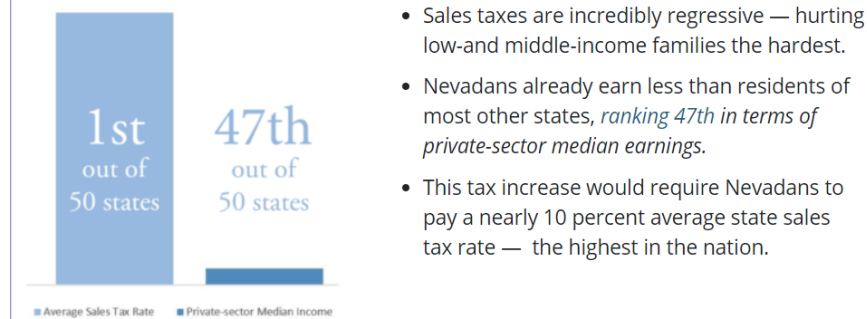 1st
out of
50 states
47th
out of
50 states
Average Sales Tax Rate
Private-sector Median Income
• Sales taxes are incredibly regressive — hurting
low-and middle-income families the hardest.
• Nevadans already earn less than residents of
most other states, ranking 47th in terms of
private-sector median earnings.
• This tax increase would require Nevadans to
pay a nearly 10 percent average state sales
tax rate — the highest in the nation.